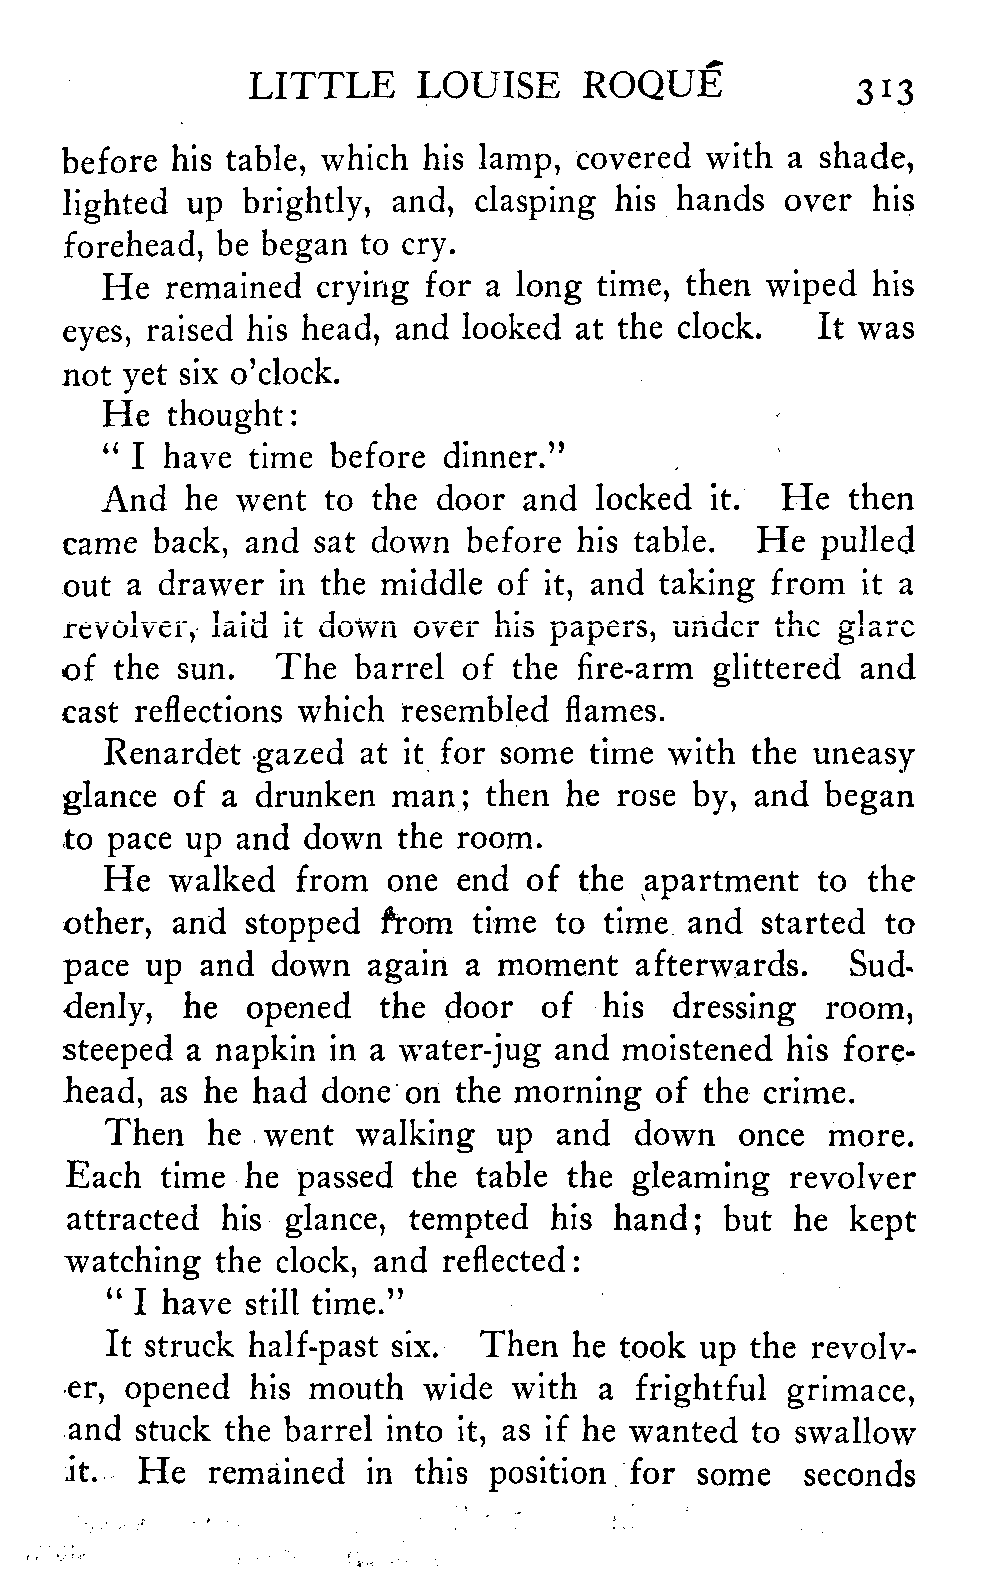 LITTLE LOUISE ROQUÉ 313
before his table, which his lamp, covered with a shade,
lighted up brightly, and, clasping his hands over his
forehead, be began to cry.
He remained crying for a long time, then wiped his
eyes, raised his head, and looked at the clock. It was
not yet six o'clock.
He thought:
" I have time before dinner."
And he went to the door and locked it. He then
came back, and sat down before his table. He pulled
out a drawer in the middle of it, and taking from it a
revolver, laid it down over his papers, under the glare
of the sun. The barrel of the fire-arm glittered and
cast reflections which resembled flames.
Renardet gazed at it for some time with the uneasy
glance of a drunken man; then he rose by, and began
to pace up and down the room.
He walked from one end of the apartment to the
other, and stopped from time to time and started to
pace up and down again a moment afterwards. Sud-
denly, he opened the door of his dressing room,
steeped a napkin in a water-jug and moistened his fore-
head, as he had done on the morning of the crime.
Then he went walking up and down once more.
Each time he passed the table the gleaming revolver
attracted his glance, tempted his hand; but he kept
watching the clock, and reflected:
" I have still time."
It struck half-past six. Then he took up the revolv-
er, opened his mouth wide with a frightful grimace,
and stuck the barrel into it, as if he wanted to swallow
it. He remained in this position for some seconds